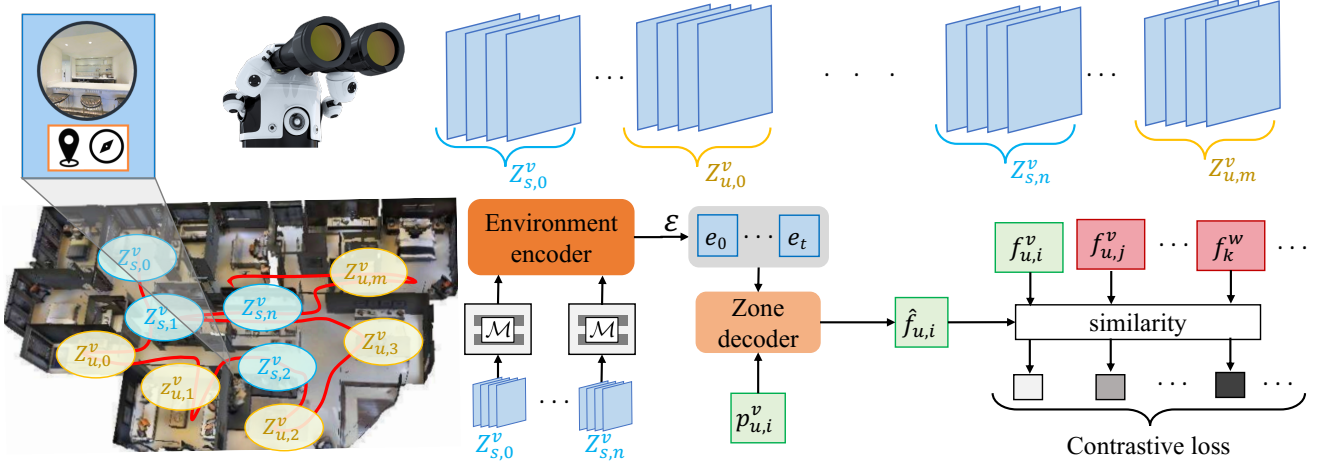 ... ... ...
Z^v_{s,0} Z^v_{u,0} Z^v_{s,n} Z^v_{u,m}
Z^v_{s,0}
Z^v_{u,m}
Z^v_{s,1}
Z^v_{s,n}
Z^v_{u,0}
Z^v_{u,3}
Z^v_{s,2}
z^v_{u,1}
Z^v_{u,2}
Environment
encoder
ℰ
e_0 ··· e_t
ℳ ℳ
...
Z^v_{s,0} Z^v_{s,n}
Zone
decoder
p^v_{u,i}
f̂_{u,i}
f^v_{u,i} f^v_{u,j} ··· f^w_k ···
similarity
··· ···
Contrastive loss